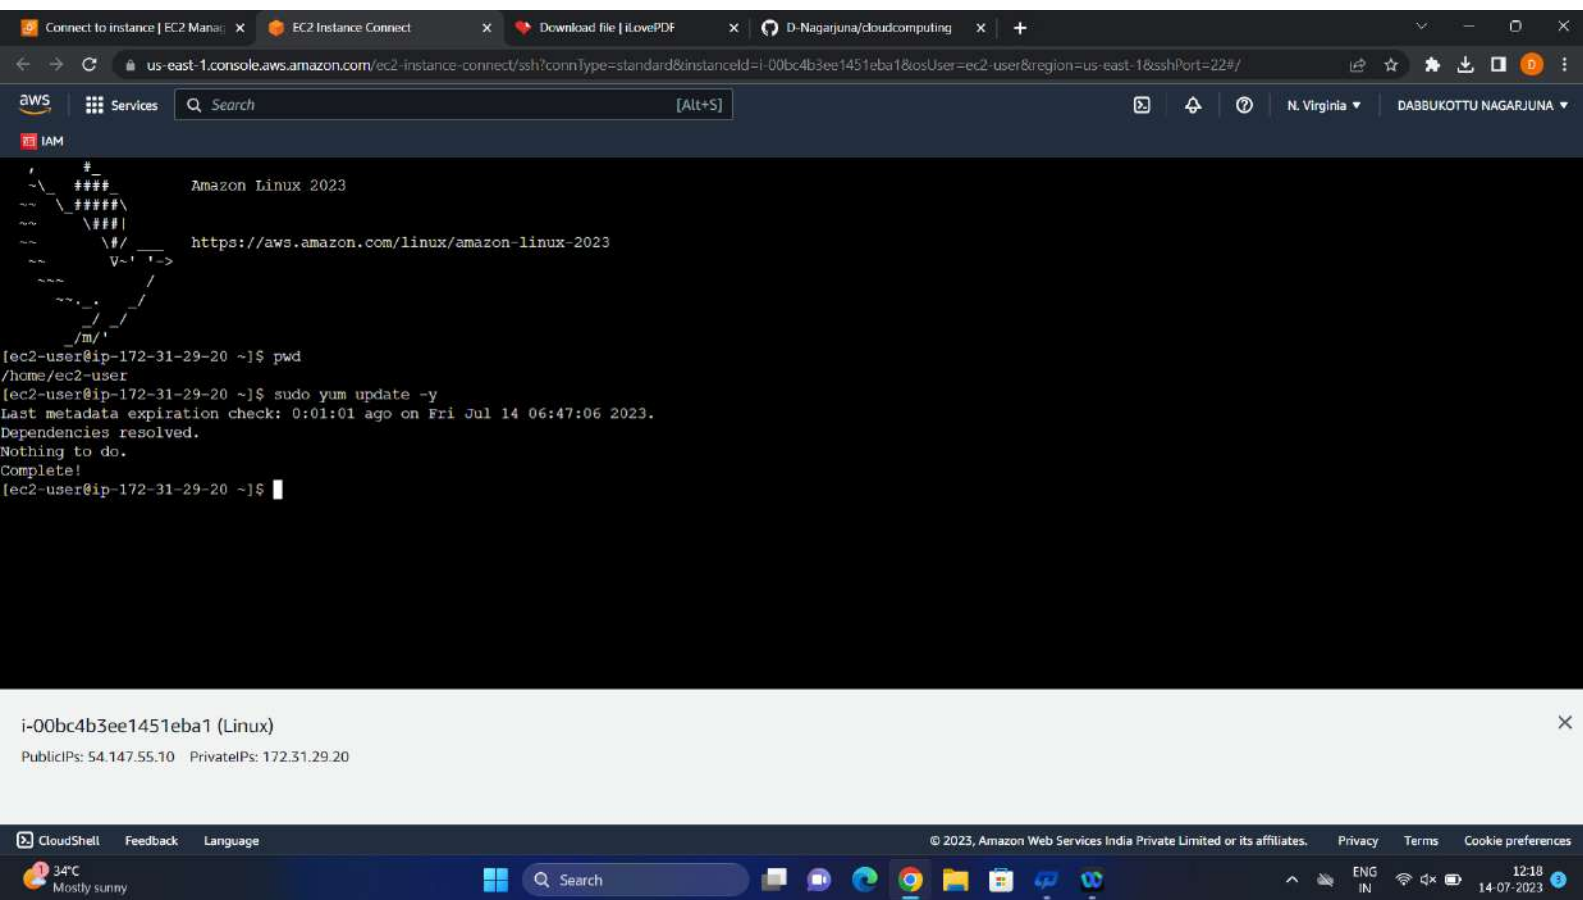 Connect to instance | EC2 Manag
EC2 Instance Connect
Download file | iLovePDF
D-Nagarjuna/cloudcomputing
us-east-1.console.aws.amazon.com/ec2-instance-connect/ssh?connType=standard&instanceId=i-00bc4b3ee1451eba1&osUser=ec2-user&region=us-east-1&sshPort=22#/
D
aws
Services
Search
[Alt+S]
N. Virginia
DABBUKOTTU NAGARJUNA
IAM
   ,     #_
   ~\_  ####_        Amazon Linux 2023
  ~~  \_#####\
  ~~     \###|
  ~~       \#/ ___   https://aws.amazon.com/linux/amazon-linux-2023
   ~~       V~' '->
    ~~~         /
      ~~._.   _/
         _/ _/
       _/m/'
[ec2-user@ip-172-31-29-20 ~]$ pwd
/home/ec2-user
[ec2-user@ip-172-31-29-20 ~]$ sudo yum update -y
Last metadata expiration check: 0:01:01 ago on Fri Jul 14 06:47:06 2023.
Dependencies resolved.
Nothing to do.
Complete!
[ec2-user@ip-172-31-29-20 ~]$
i-00bc4b3ee1451eba1 (Linux)
PublicIPs: 54.147.55.10 PrivateIPs: 172.31.29.20
CloudShell Feedback Language
© 2023, Amazon Web Services India Private Limited or its affiliates. Privacy Terms Cookie preferences
1
34°C
Mostly sunny
Search
ENG
IN
12:18
14-07-2023
3